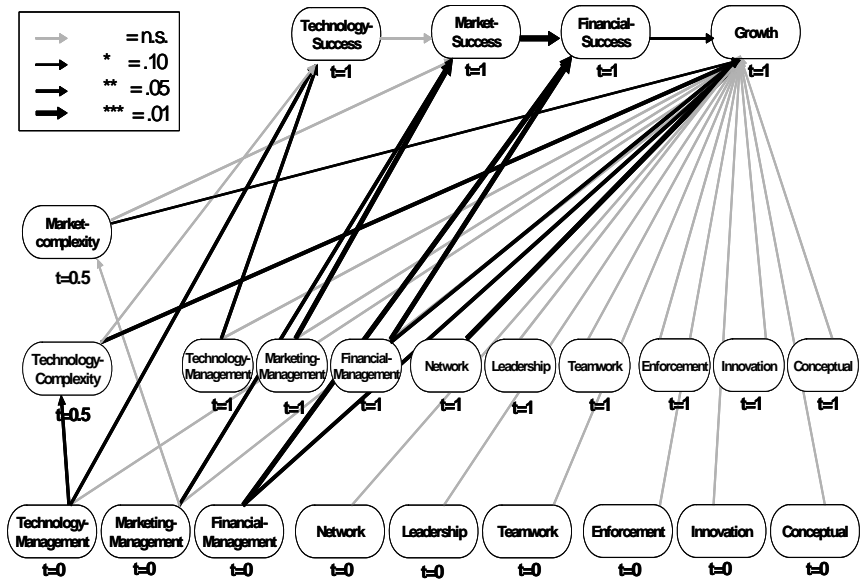 = n.s.
* = .10
** = .05
*** = .01
Technology-
Success
t=1
Market-
Success
t=1
Financial-
Success
t=1
Growth
t=1
Market-
complexity
t=0.5
Technology-
Complexity
t=0.5
Technology-
Management
t=1
Marketing-
Management
t=1
Financial-
Management
t=1
Network
t=1
Leadership
t=1
Teamwork
t=1
Enforcement
t=1
Innovation
t=1
Conceptual
t=1
Technology-
Management
t=0
Marketing-
Management
t=0
Financial-
Management
t=0
Network
t=0
Leadership
t=0
Teamwork
t=0
Enforcement
t=0
Innovation
t=0
Conceptual
t=0